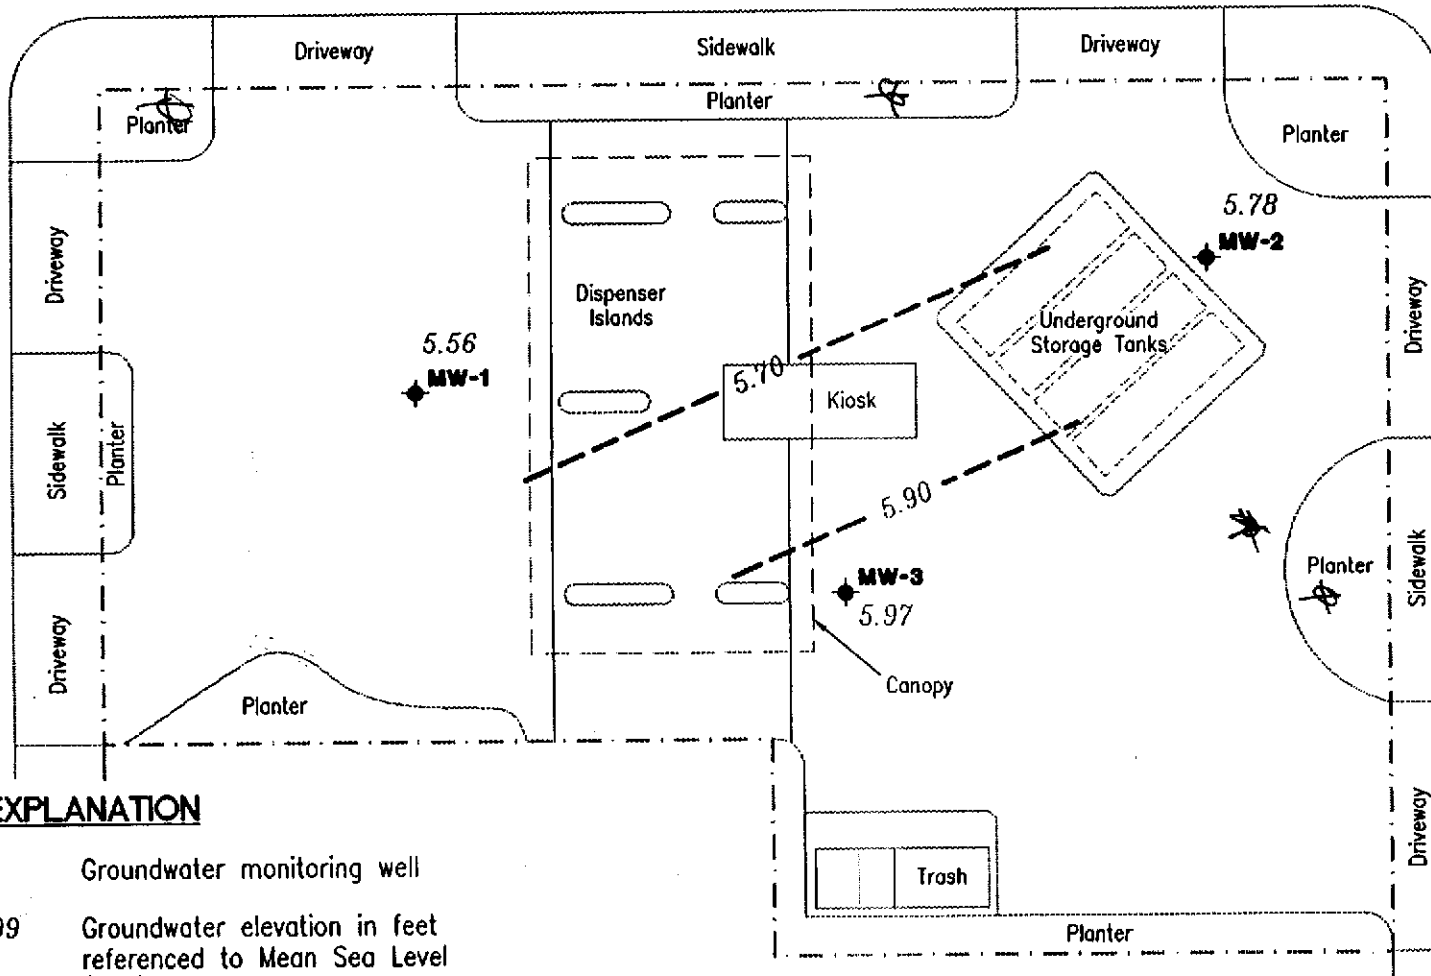 Driveway
Sidewalk
Driveway
Planter
Planter
Planter
5.78
MW-2
Driveway
Dispenser
Islands
Underground
Storage Tanks
Driveway
5.56
MW-1
5.70
Kiosk
Sidewalk
Planter
5.90
MW-3
5.97
Planter
Sidewalk
Driveway
Canopy
Planter
EXPLANATION
Driveway
Groundwater monitoring well
Trash
99
Groundwater elevation in feet
referenced to Mean Sea Level
Planter